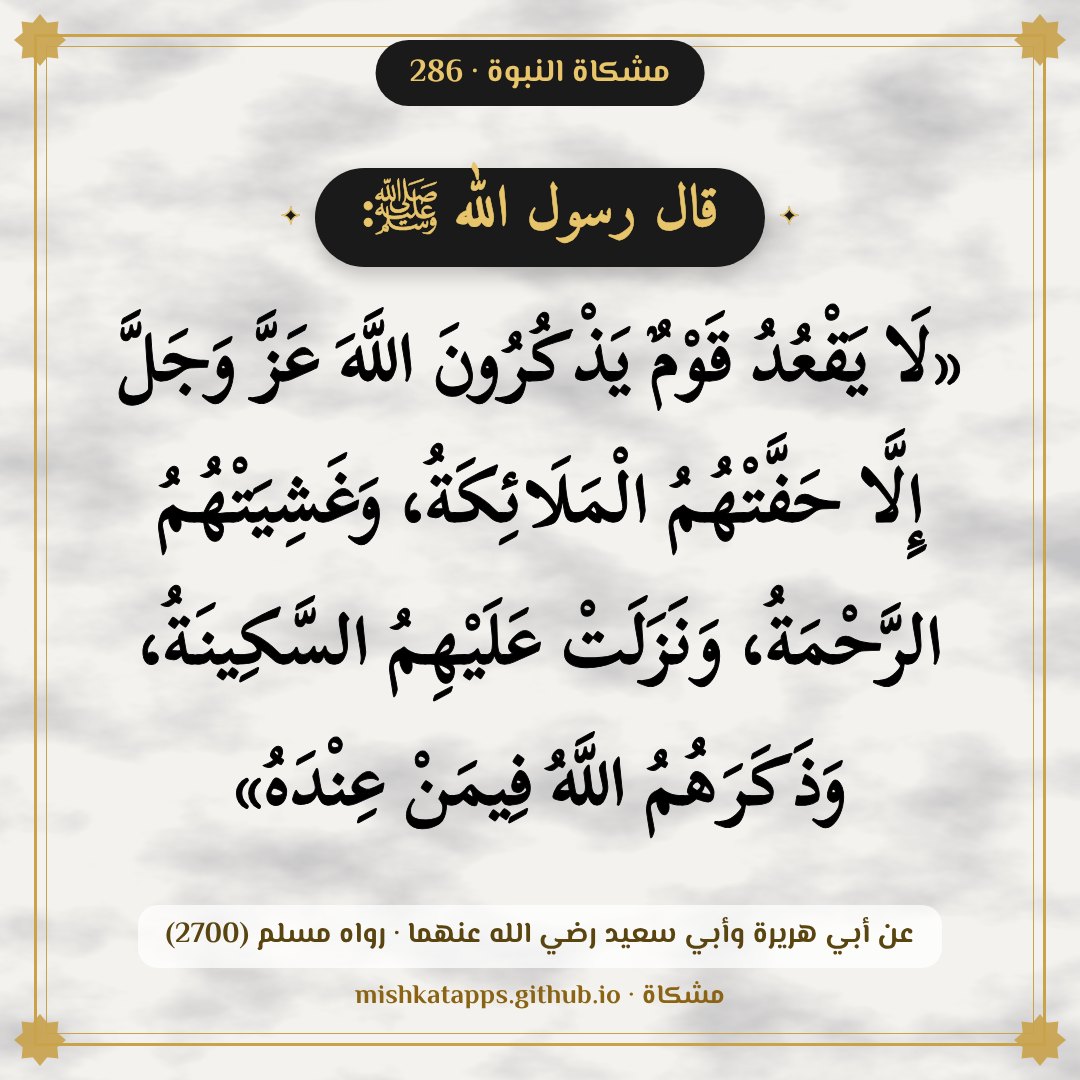 مشكاة النبوة · 286
قال رسول الله ﷺ:
«لَا يَقْعُدُ قَوْمٌ يَذْكُرُونَ اللَّهَ عَزَّ وَجَلَّ
إِلَّا حَفَّتْهُمُ الْمَلَائِكَةُ، وَغَشِيَتْهُمُ
الرَّحْمَةُ، وَنَزَلَتْ عَلَيْهِمُ السَّكِينَةُ،
وَذَكَرَهُمُ اللَّهُ فِيمَنْ عِنْدَهُ»
عن أبي هريرة وأبي سعيد رضي الله عنهما · رواه مسلم (2700)
مشكاة · mishkatapps.github.io